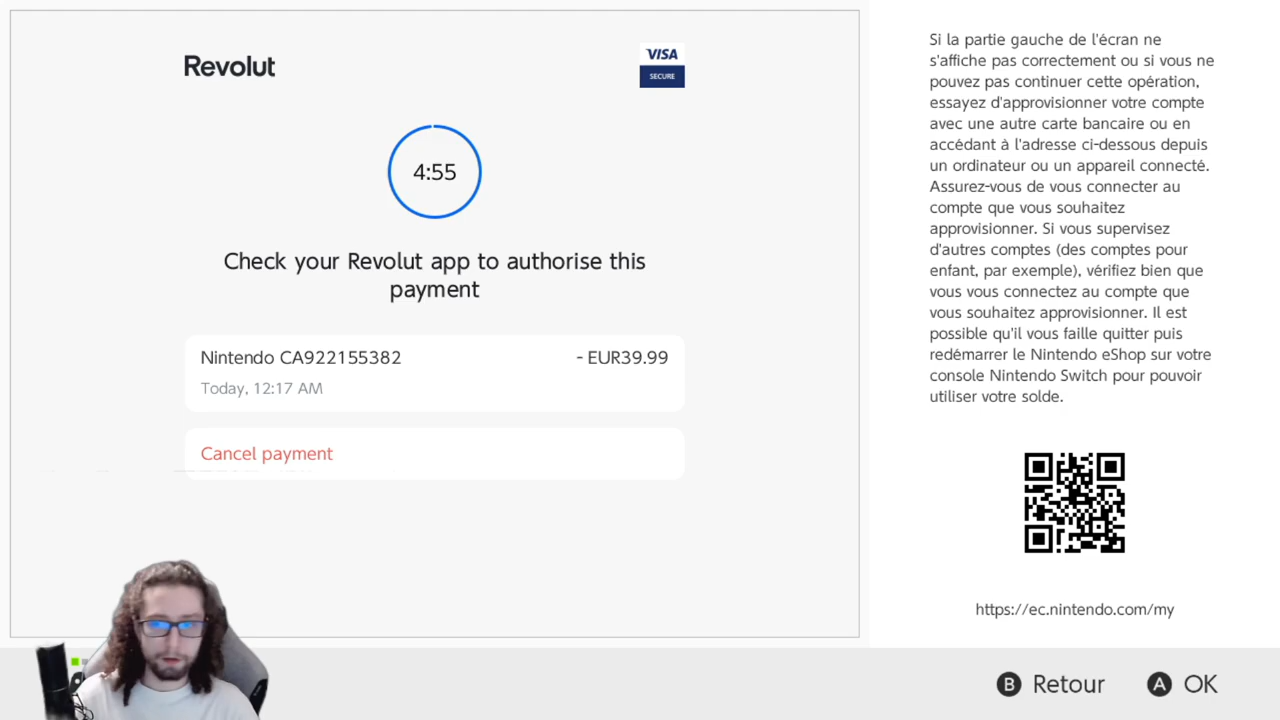 Revolut
VISA
SECURE
4:55
Check your Revolut app to authorise this
payment
Nintendo CA922155382
- EUR39.99
Today, 12:17 AM
Cancel payment
Si la partie gauche de l'écran ne
s'affiche pas correctement ou si vous ne
pouvez pas continuer cette opération,
essayez d'approvisionner votre compte
avec une autre carte bancaire ou en
accédant à l'adresse ci-dessous depuis
un ordinateur ou un appareil connecté.
Assurez-vous de vous connecter au
compte que vous souhaitez
approvisionner. Si vous supervisez
d'autres comptes (des comptes pour
enfant, par exemple), vérifiez bien que
vous vous connectez au compte que
vous souhaitez approvisionner. Il est
possible qu'il vous faille quitter puis
redémarrer le Nintendo eShop sur votre
console Nintendo Switch pour pouvoir
utiliser votre solde.
https://ec.nintendo.com/my
B Retour
A OK